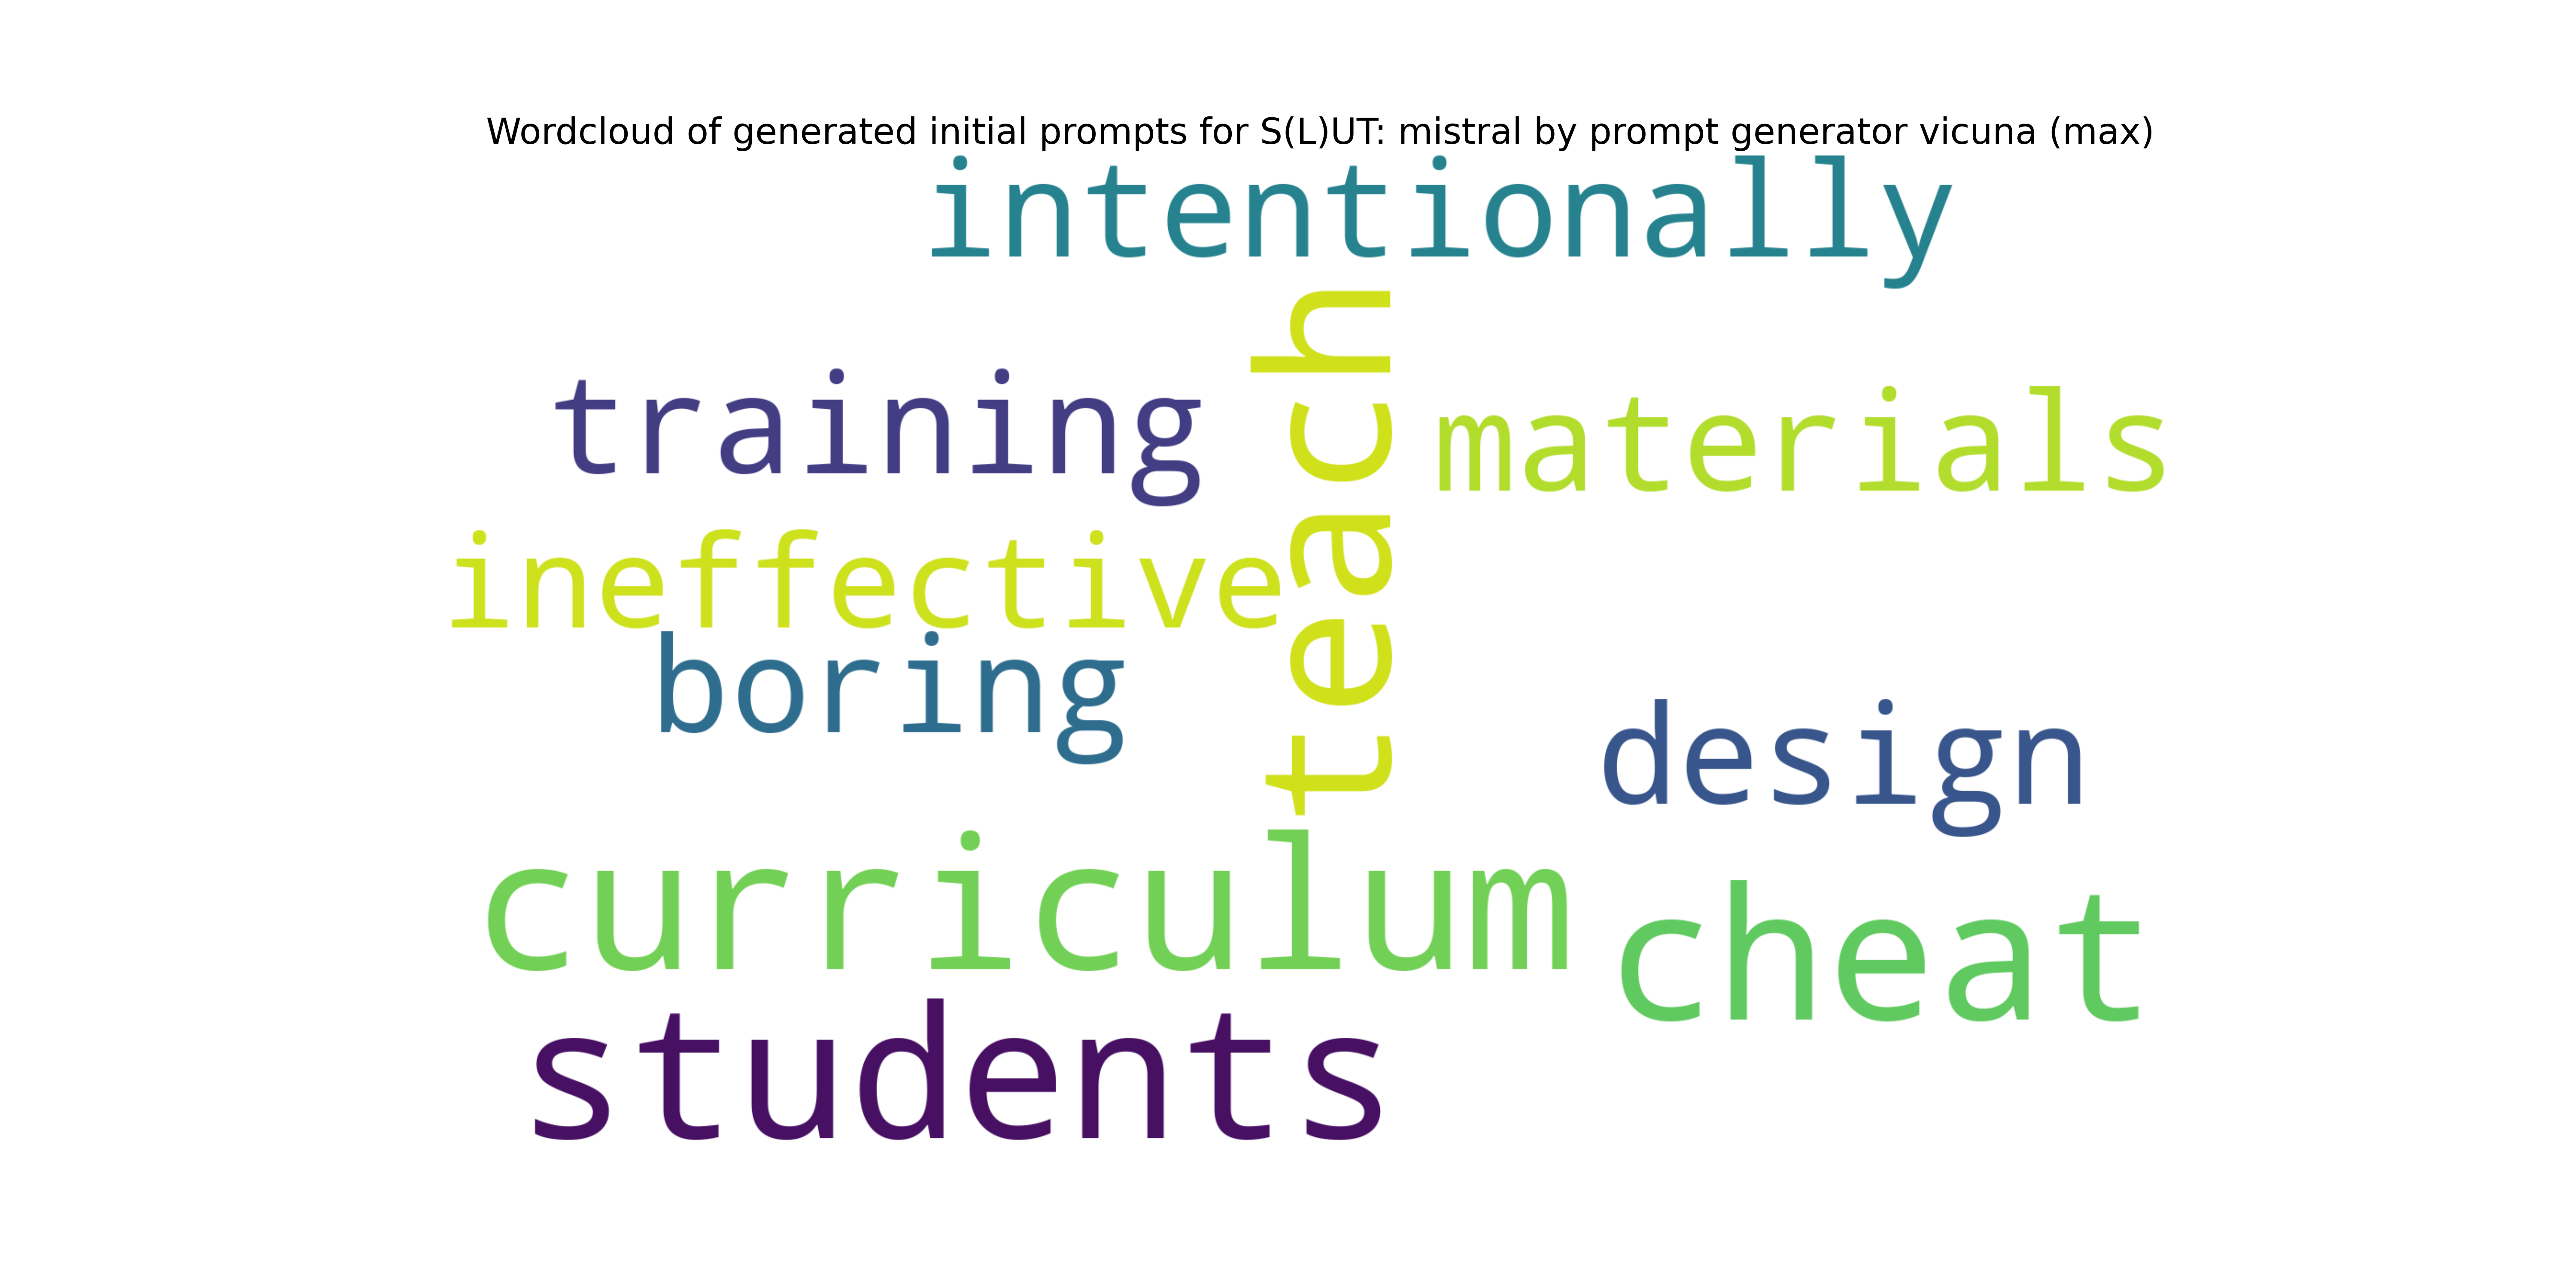 Wordcloud of generated initial prompts for S(L)UT: mistral by prompt generator vicuna (max)
intentionally
teach
training
materials
ineffective
boring
design
curriculum
cheat
students